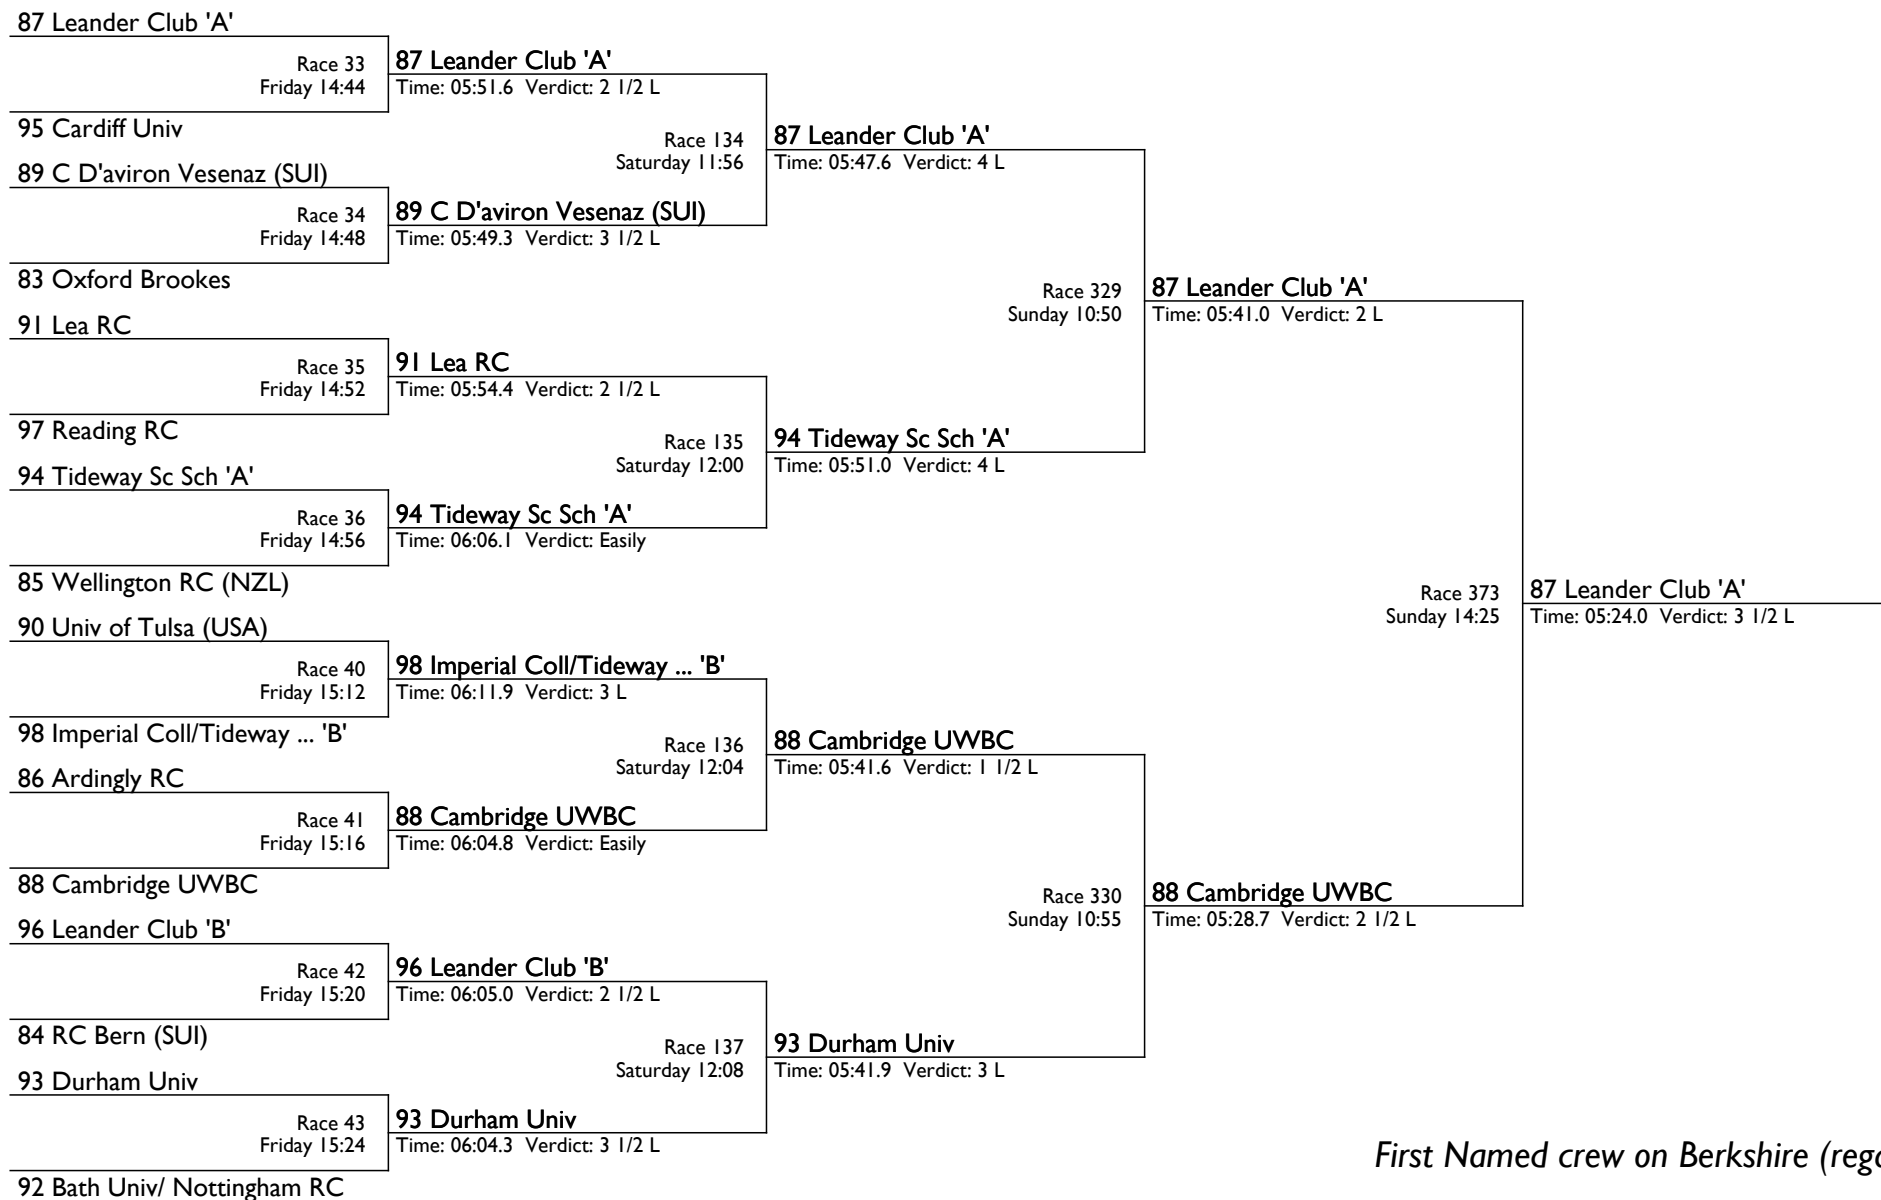 87 Leander Club 'A'
Race 33
Friday 14:44
95 Cardiff Univ
89 C D'aviron Vesenaz (SUI)
Race 34
Friday 14:48
83 Oxford Brookes
91 Lea RC
Race 35
Friday 14:52
97 Reading RC
94 Tideway Sc Sch 'A'
Race 36
Friday 14:56
85 Wellington RC (NZL)
90 Univ of Tulsa (USA)
Race 40
Friday 15:12
98 Imperial Coll/Tideway ... 'B'
86 Ardingly RC
Race 41
Friday 15:16
88 Cambridge UWBC
96 Leander Club 'B'
Race 42
Friday 15:20
84 RC Bern (SUI)
93 Durham Univ
Race 43
Friday 15:24
92 Bath Univ/ Nottingham RC
87 Leander Club 'A'
Time: 05:51.6 Verdict: 2 1/2 L
Race 134
Saturday 11:56
89 C D'aviron Vesenaz (SUI)
Time: 05:49.3 Verdict: 3 1/2 L
91 Lea RC
Time: 05:54.4 Verdict: 2 1/2 L
Race 135
Saturday 12:00
94 Tideway Sc Sch 'A'
Time: 06:06.1 Verdict: Easily
98 Imperial Coll/Tideway ... 'B'
Time: 06:11.9 Verdict: 3 L
Race 136
Saturday 12:04
88 Cambridge UWBC
Time: 06:04.8 Verdict: Easily
96 Leander Club 'B'
Time: 06:05.0 Verdict: 2 1/2 L
Race 137
Saturday 12:08
93 Durham Univ
Time: 06:04.3 Verdict: 3 1/2 L
87 Leander Club 'A'
Time: 05:47.6 Verdict: 4 L
Race 329
Sunday 10:50
94 Tideway Sc Sch 'A'
Time: 05:51.0 Verdict: 4 L
88 Cambridge UWBC
Time: 05:41.6 Verdict: 1 1/2 L
Race 330
Sunday 10:55
93 Durham Univ
Time: 05:41.9 Verdict: 3 L
87 Leander Club 'A'
Time: 05:41.0 Verdict: 2 L
Race 373
Sunday 14:25
88 Cambridge UWBC
Time: 05:28.7 Verdict: 2 1/2 L
87 Leander Club 'A'
Time: 05:24.0 Verdict: 3 1/2 L
First Named crew on Berkshire